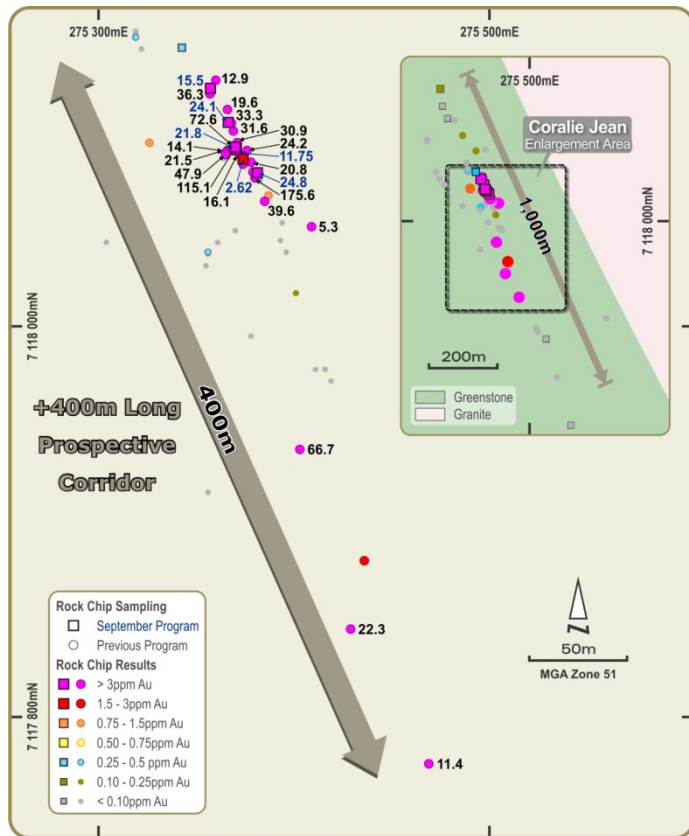 275 300mE
275 500mE
15.5
12.9
36.3
19.6
24.1
33.3
72.6
31.6
21.8
30.9
14.1
24.2
21.5
11.75
47.9
20.8
115.1
24.8
16.1
2.62
175.6
39.6
5.3
275 500mE
Coralie Jean
Enlargement Area
1,000m
7 118 000mN
200m
Greenstone
Granite
7 118 000mN
400m
+400m Long
Prospective
Corridor
66.7
22.3
11.4
7 117 800mN
Rock Chip Sampling
September Program
Previous Program
Rock Chip Results
> 3ppm Au
1.5 - 3ppm Au
0.75 - 1.5ppm Au
0.50 - 0.75ppm Au
0.25 - 0.5 ppm Au
0.10 - 0.25ppm Au
< 0.10ppm Au
N
50m
MGA Zone 51